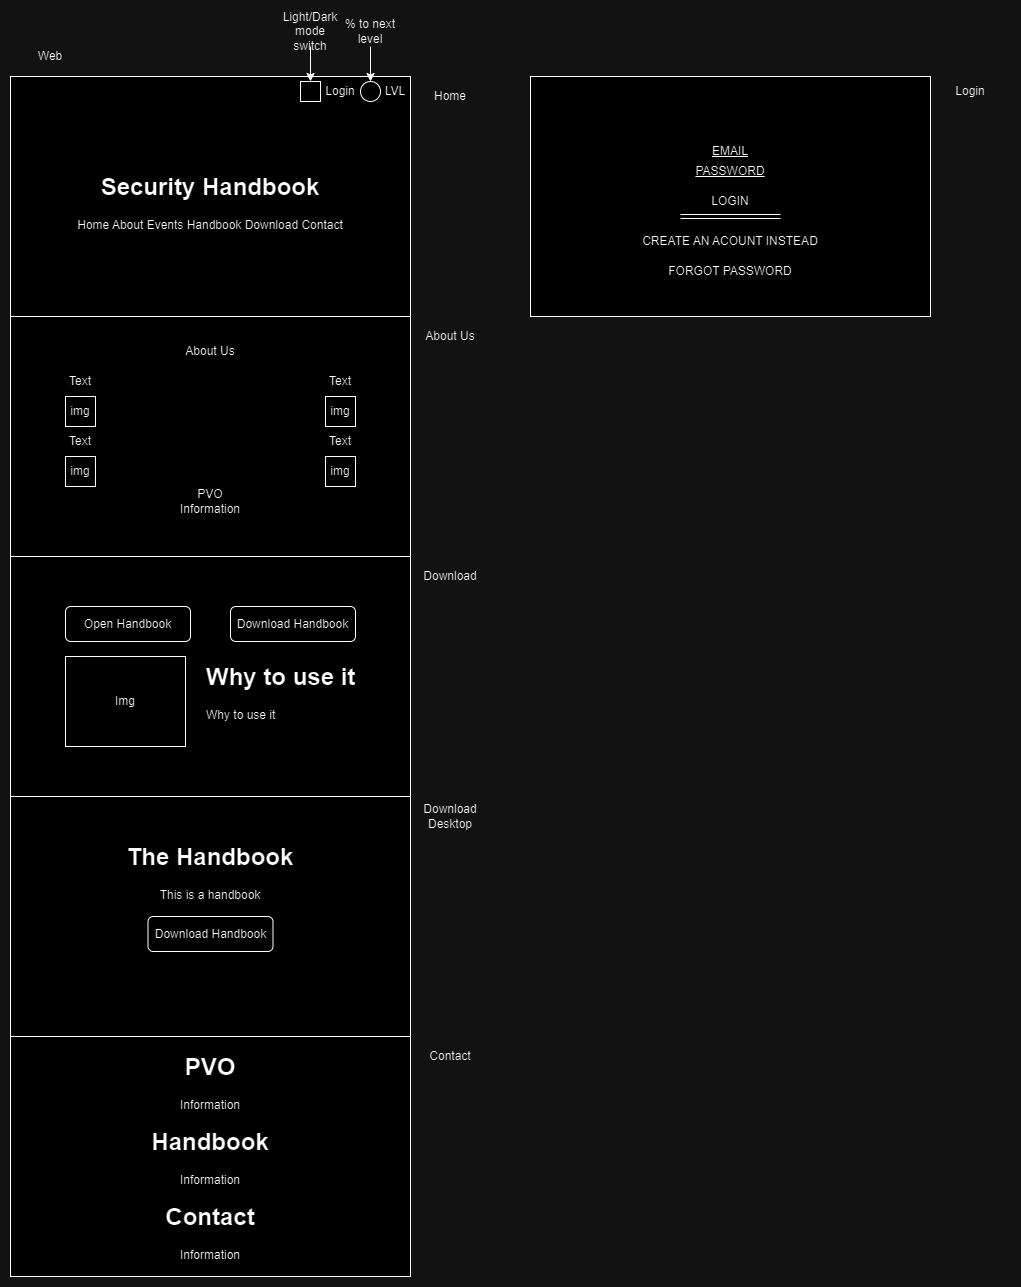 Light/Dark
mode
switch
% to next
level
Web
Login
LVL
Home
Security Handbook
Home About Events Handbook Download Contact
Login
EMAIL
PASSWORD
LOGIN
CREATE AN ACOUNT INSTEAD
FORGOT PASSWORD
About Us
About Us
Text
Text
img
img
Text
Text
img
img
PVO
Information
Download
Open Handbook
Download Handbook
Img
Why to use it
Why to use it
Download
Desktop
The Handbook
This is a handbook
Download Handbook
Contact
PVO
Information
Handbook
Information
Contact
Information